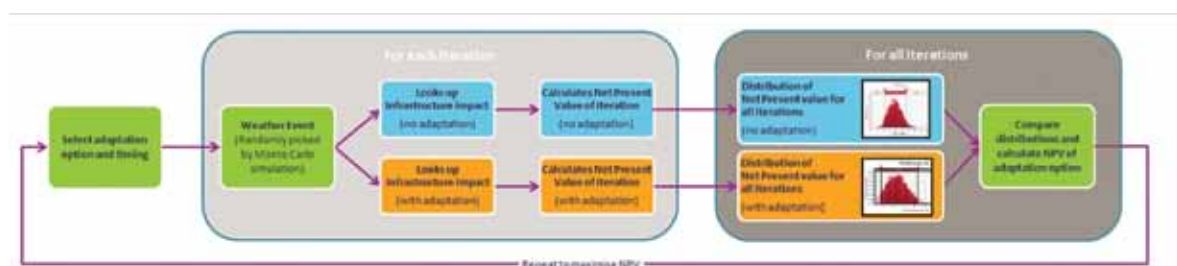 For each iteration
For all iterations
Select adaptation
option and timing
Weather Event
(Randomly picked
by Monte Carlo
simulation)
Looks up
Infrastructure Impact
(no adaptation)
Calculates Net Present
Value of Iteration
(no adaptation)
Distribution of
Net Present value for
all iterations
(no adaptation)
Looks up
Infrastructure Impact
(with adaptation)
Calculates Net Present
Value of Iteration
(with adaptation)
Distribution of
Net Present value for
all iterations
(with adaptation)
Compare
distributions and
calculate NPV of
adaptation option
Repeat to maximise NPV